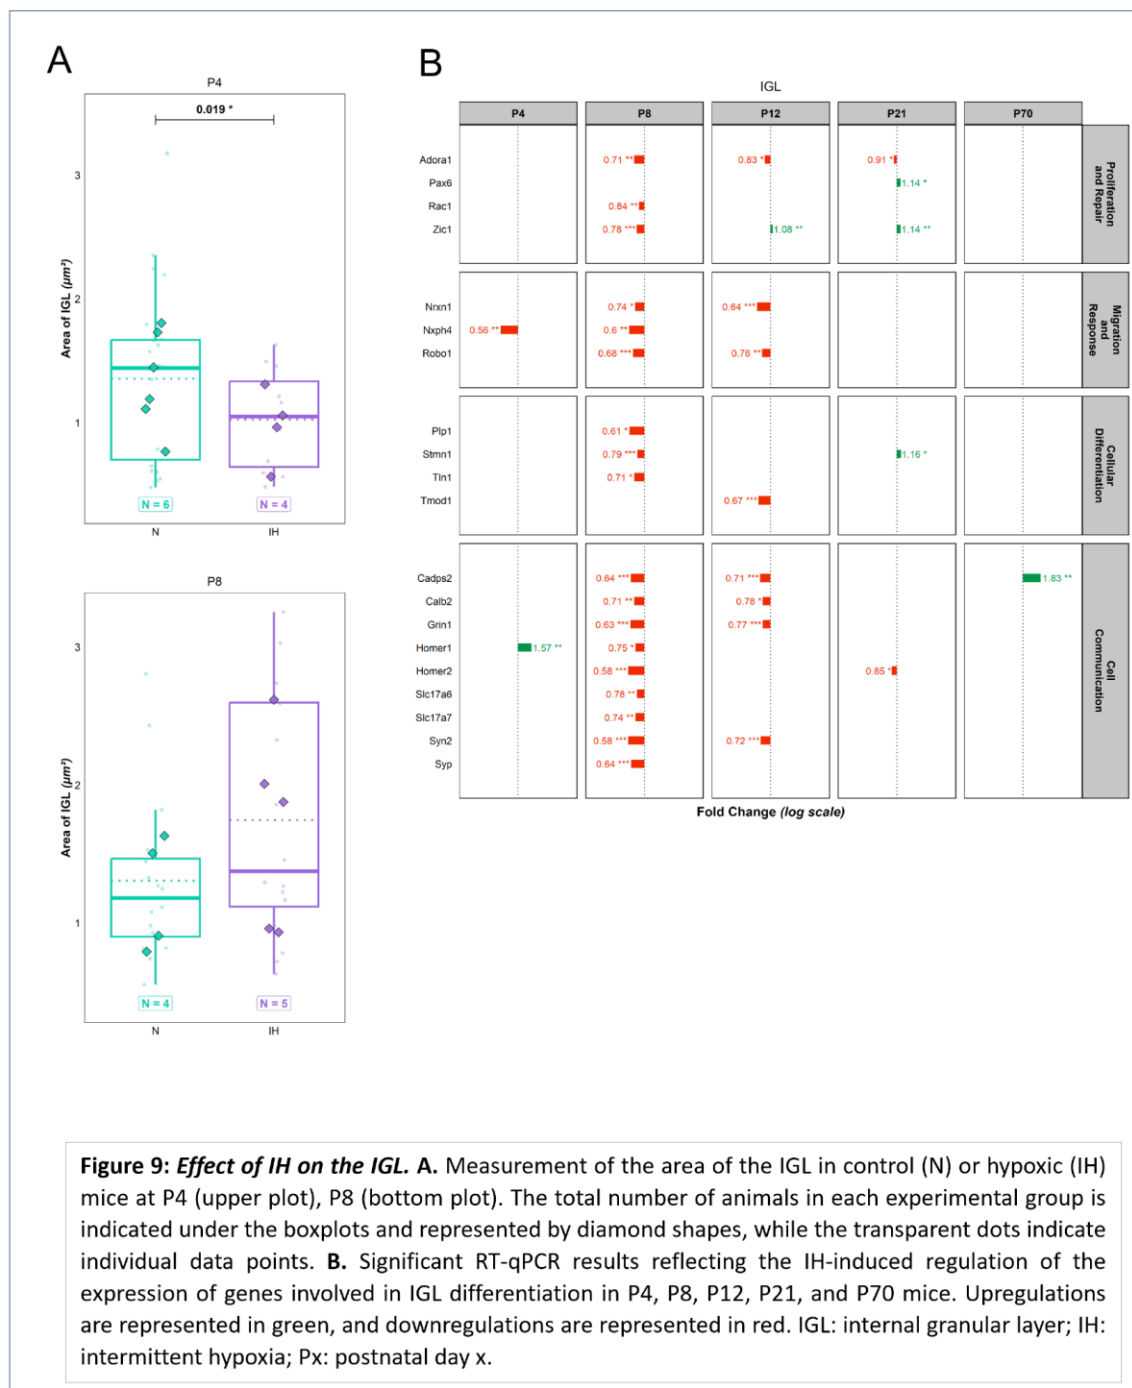 A
P4
0.019 *
3
2
1
Area of IGL (µm²)
N = 6
N = 4
N
IH
P8
3
2
1
Area of IGL (µm²)
N = 4
N = 5
N
IH
B
IGL
P4 P8 P12 P21 P70
Adora1 0.71 ** 0.83 * 0.91 *
Pax6 1.14 *
Rac1 0.84 **
Zic1 0.78 *** 1.08 ** 1.14 **
Proliferation
and Repair
Nrxn1 0.74 * 0.64 ***
Nxph4 0.56 ** 0.6 **
Robo1 0.68 *** 0.76 **
Migration
and
Response
Plp1 0.61 *
Stmn1 0.79 *** 1.16 *
Tln1 0.71 *
Tmod1 0.67 ***
Cellular
Differentiation
Cadps2 0.64 *** 0.71 *** 1.83 **
Calb2 0.71 ** 0.78 *
Grin1 0.63 *** 0.77 ***
Homer1 1.57 ** 0.75 *
Homer2 0.58 *** 0.85 *
Slc17a6 0.78 **
Slc17a7 0.74 **
Syn2 0.58 *** 0.72 ***
Syp 0.64 ***
Cell
Communication
Fold Change (log scale)
Figure 9: Effect of IH on the IGL. A. Measurement of the area of the IGL in control (N) or hypoxic (IH)
mice at P4 (upper plot), P8 (bottom plot). The total number of animals in each experimental group is
indicated under the boxplots and represented by diamond shapes, while the transparent dots indicate
individual data points. B. Significant RT-qPCR results reflecting the IH-induced regulation of the
expression of genes involved in IGL differentiation in P4, P8, P12, P21, and P70 mice. Upregulations
are represented in green, and downregulations are represented in red. IGL: internal granular layer; IH:
intermittent hypoxia; Px: postnatal day x.